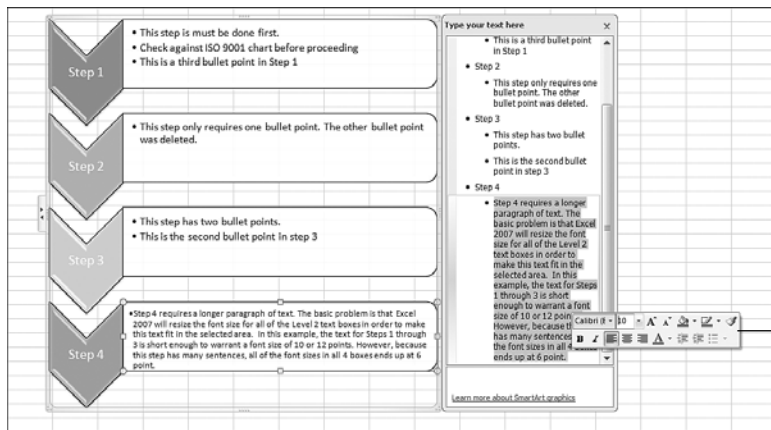 Step 1
• This step is must be done first.
• Check against ISO 9001 chart before proceeding
• This is a third bullet point in Step 1
Step 2
• This step only requires one bullet point. The other bullet point
was deleted.
Step 3
• This step has two bullet points.
• This is the second bullet point in step 3
Step 4
•Step 4 requires a longer paragraph of text. The basic problem is that Excel
2007 will resize the font size for all of the Level 2 text boxes in order to make
this text fit in the selected area. In this example, the text for Steps 1 through
3 is short enough to warrant a font size of 10 or 12 points. However, because
this step has many sentences, all of the font sizes in all 4 boxes ends up at 6
point.
Type your text here
• This is a third bullet point
in Step 1
• Step 2
• This step only requires one
bullet point. The other
bullet point was deleted.
• Step 3
• This step has two bullet
points.
• This is the second bullet
point in step 3
• Step 4
• Step 4 requires a longer
paragraph of text. The
basic problem is that Excel
2007 will resize the font
size for all of the Level 2
text boxes in order to
make this text fit in the
selected area. In this
example, the text for Steps
1 through 3 is short
enough to warrant a font
size of 10 or 12 poin
However, because th
has many sentences,
the font sizes in all 4
boxes ends up at 6
point.
Calibri (
10
A A
B I
A
Learn more about SmartArt graphics